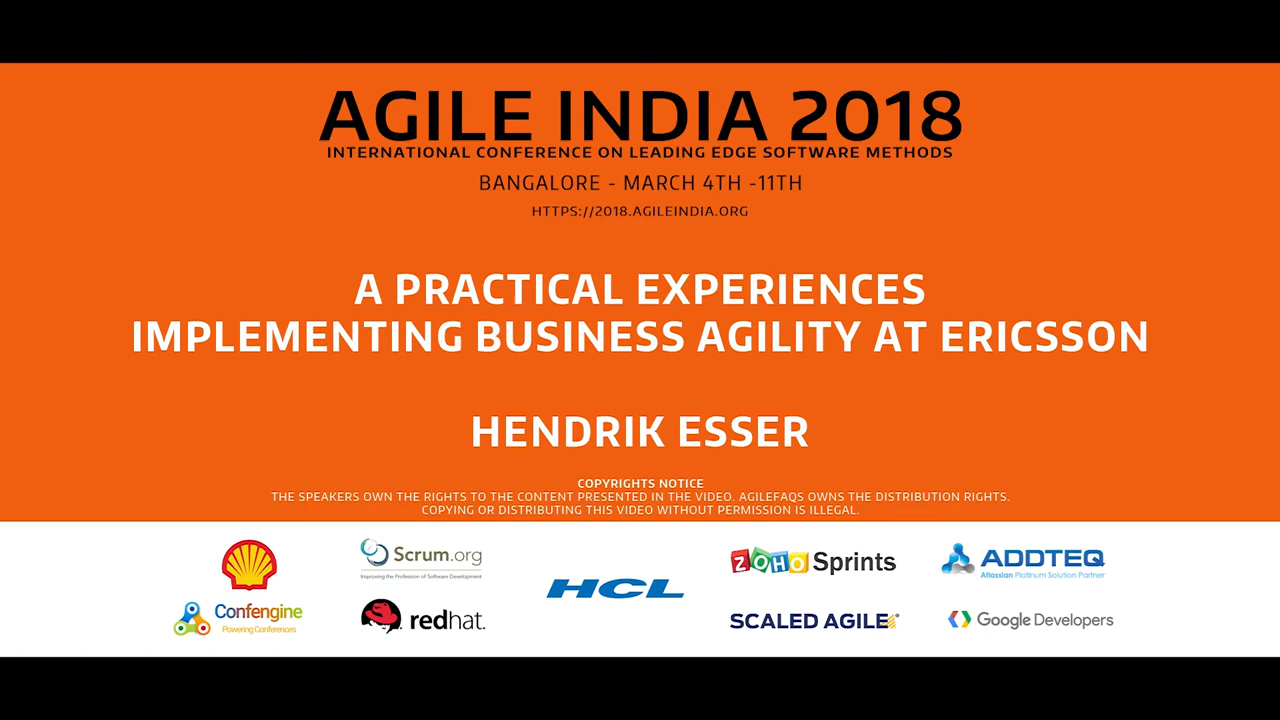 AGILE INDIA 2018
INTERNATIONAL CONFERENCE ON LEADING EDGE SOFTWARE METHODS
BANGALORE - MARCH 4TH -11TH
HTTPS://2018.AGILEINDIA.ORG
A PRACTICAL EXPERIENCES
IMPLEMENTING BUSINESS AGILITY AT ERICSSON
HENDRIK ESSER
COPYRIGHTS NOTICE
THE SPEAKERS OWN THE RIGHTS TO THE CONTENT PRESENTED IN THE VIDEO. AGILEFAQS OWNS THE DISTRIBUTION RIGHTS.
COPYING OR DISTRIBUTING THIS VIDEO WITHOUT PERMISSION IS ILLEGAL.
Scrum.org
Improving the Profession of Software Development
ZOHO Sprints
ADDTEQ
Atlassian Platinum Solution Partner
HCL
Confengine
Powering Conferences
redhat.
SCALED AGILE
Google Developers